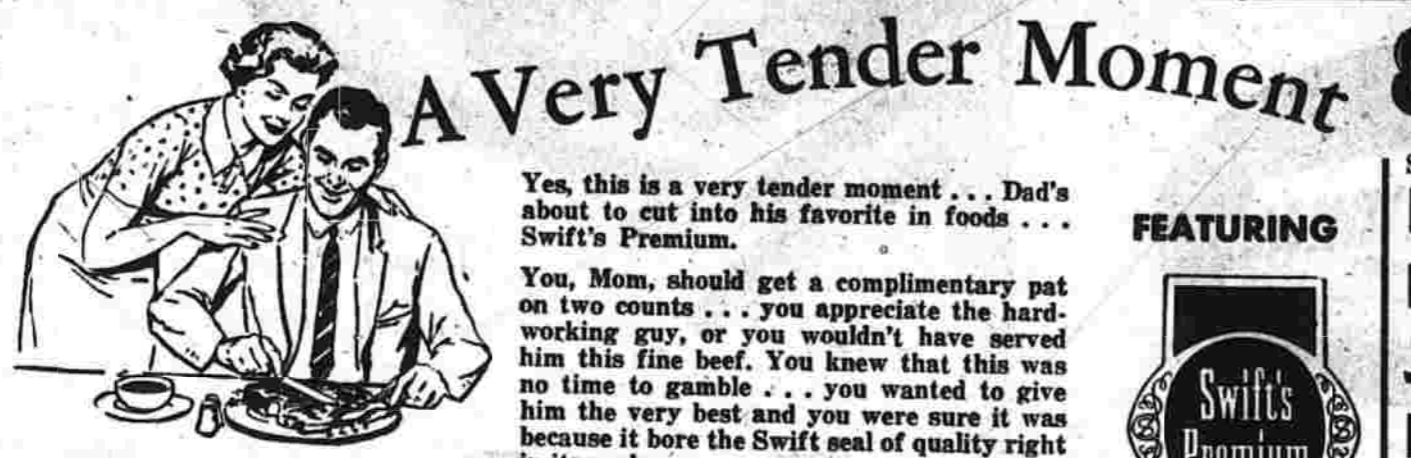 A Very Tender Moment
Yes, this is a very tender moment . . . Dad's
about to cut into his favorite in foods . . .
Swift's Premium.
You, Mom, should get a complimentary pat
on two counts . . . you appreciate the hard-
working guy, or you wouldn't have served
him this fine beef. You knew that this was
no time to gamble . . . you wanted to give
him the very best and you were sure it was
because it bore the Swift seal of quality right
FEATURING
Swift's
Premium